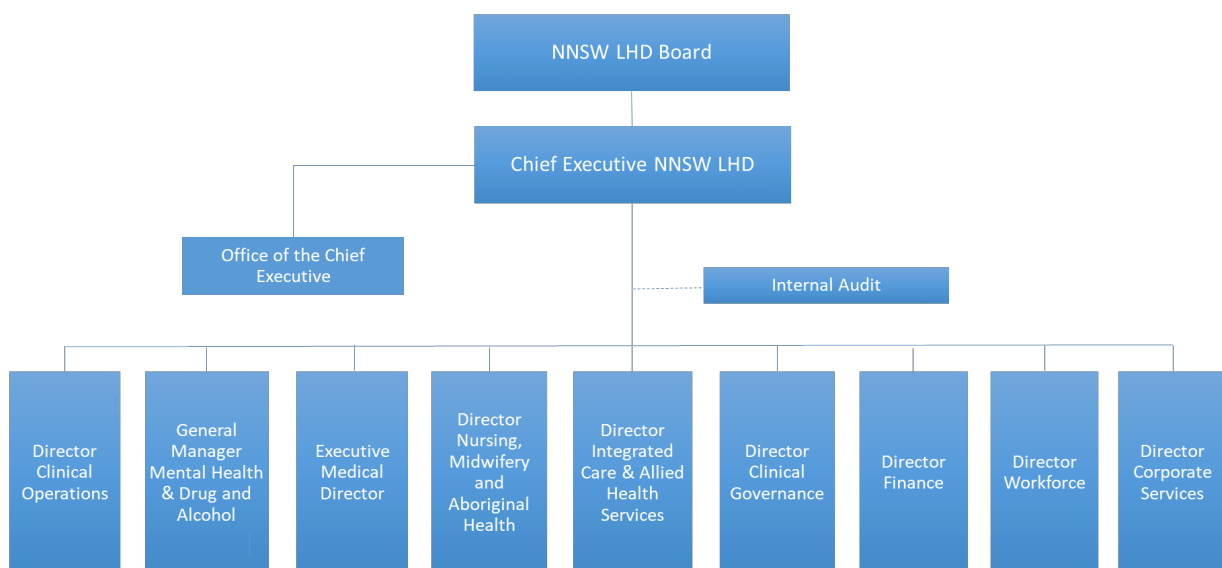 NNSW LHD Board
Chief Executive NNSW LHD
Office of the Chief
Executive
Internal Audit
Director
Clinical
Operations
General
Manager
Mental Health
& Drug and
Alcohol
Executive
Medical
Director
Director
Nursing,
Midwifery
and
Aboriginal
Health
Director
Integrated
Care & Allied
Health
Services
Director
Clinical
Governance
Director
Finance
Director
Workforce
Director
Corporate
Services